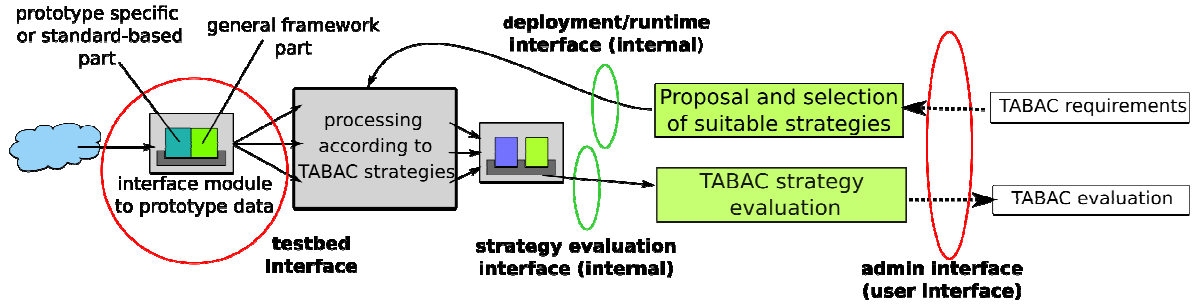 prototype specific
or standard-based
part
general framework
part
deployment/runtime
interface (internal)
Proposal and selection
of suitable strategies
TABAC requirements
processing
according to
TABAC strategies
interface module
to prototype data
TABAC strategy
evaluation
TABAC evaluation
testbed
interface
strategy evaluation
interface (internal)
admin interface
(user interface)